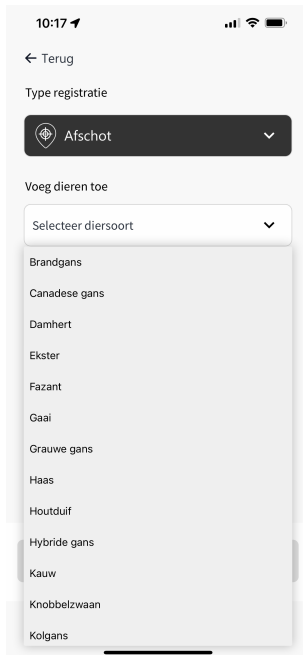 10:17
← Terug
Type registratie
Afschot
Voeg dieren toe
Selecteer diersoort
Brandgans
Canadese gans
Damhert
Ekster
Fazant
Gaai
Grauwe gans
Haas
Houtduif
Hybride gans
Kauw
Knobbelzwaan
Kolgans